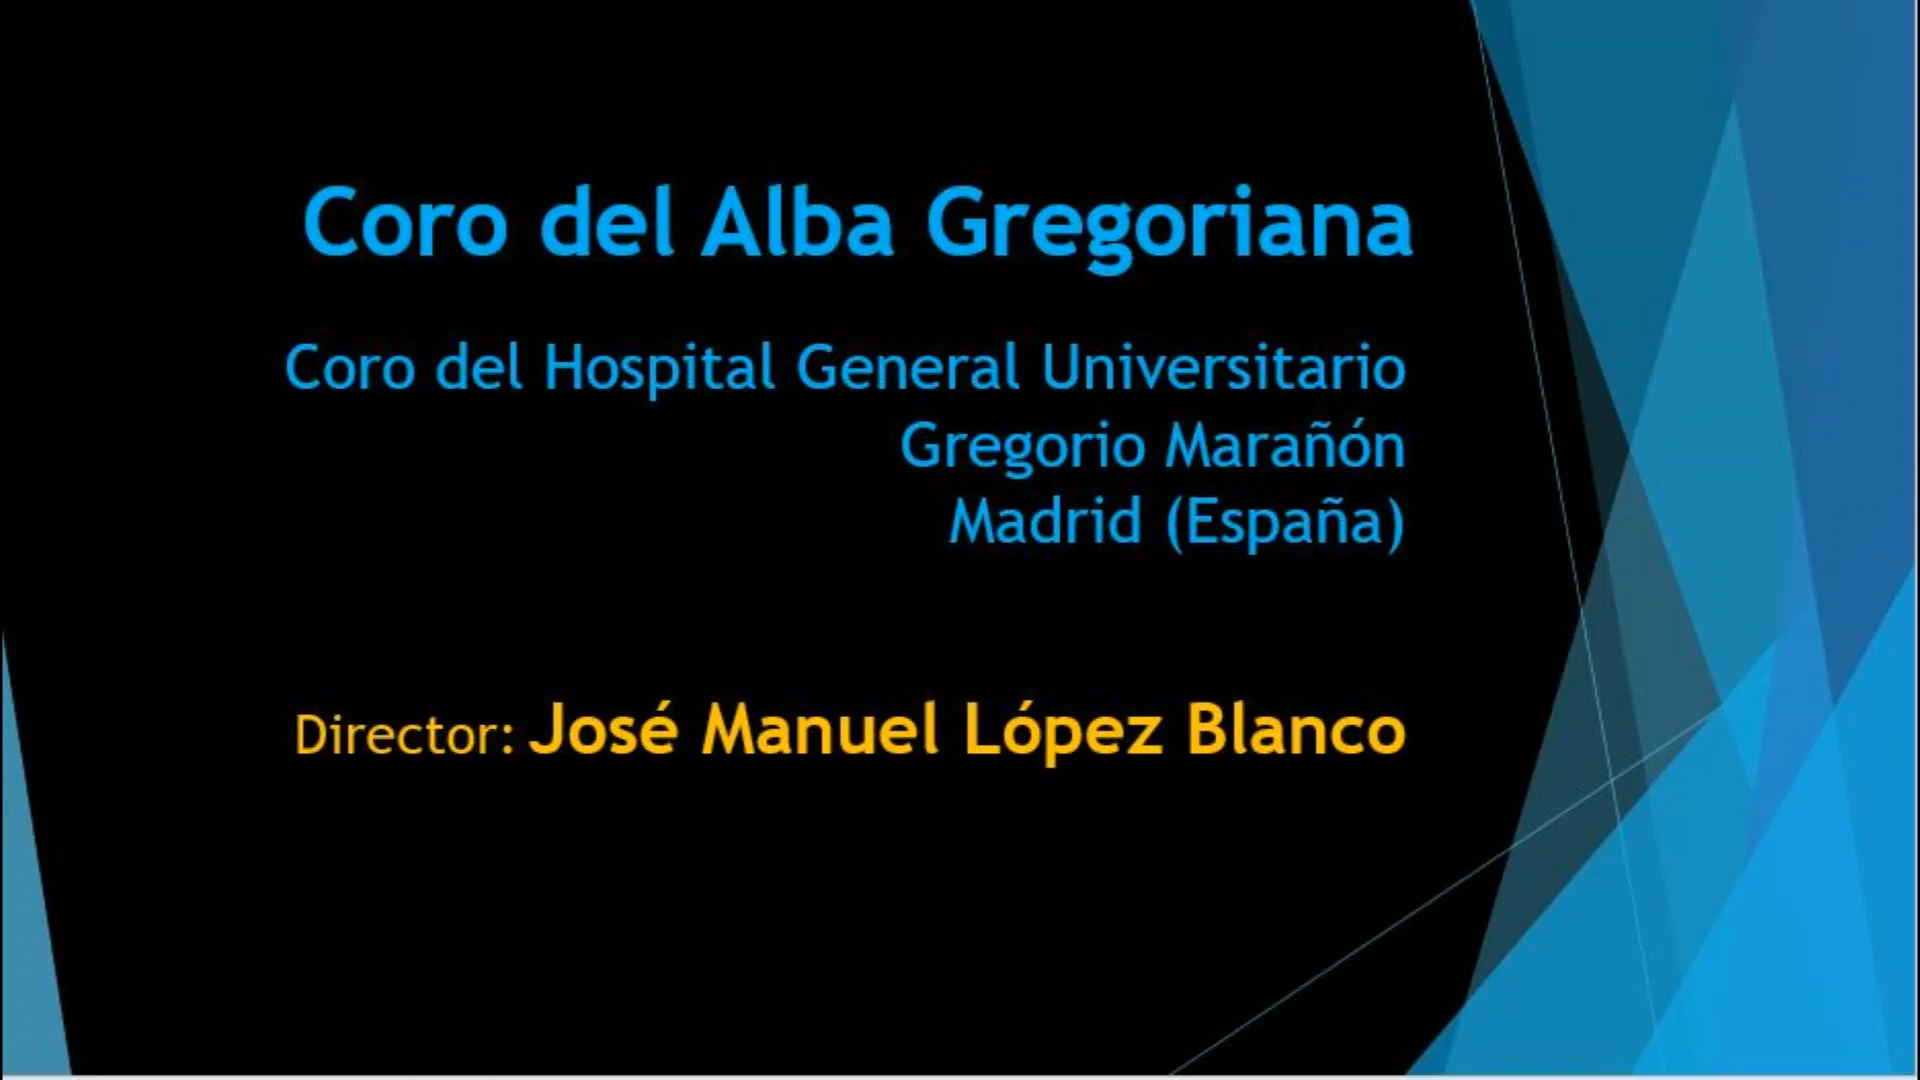 Coro del Alba Gregoriana
Coro del Hospital General Universitario
Gregorio Marañón
Madrid (España)
Director: José Manuel López Blanco